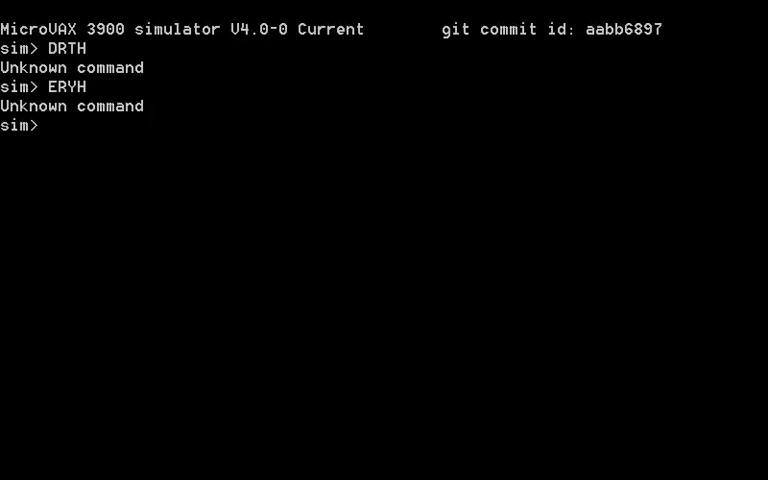 MicroVAX 3900 simulator V4.0-0 Current        git commit id: aabb6897
sim> DRTH
Unknown command
sim> ERYH
Unknown command
sim>